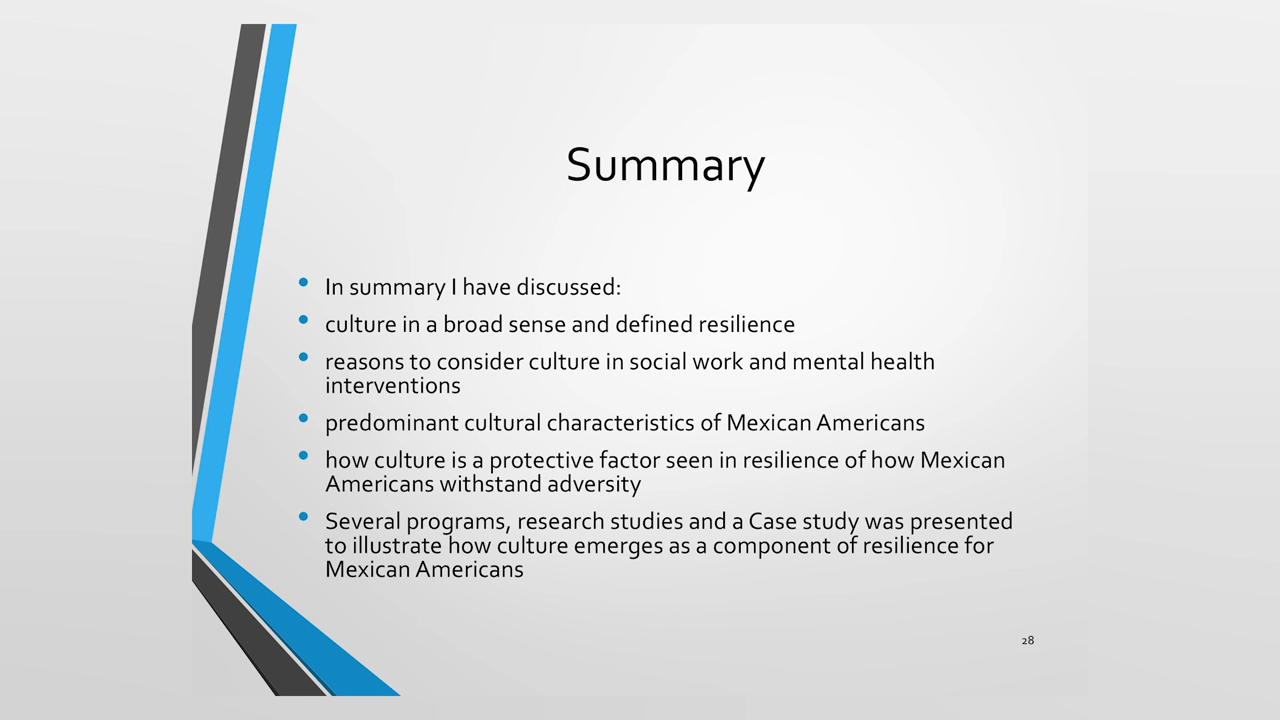 Summary
In summary I have discussed:
culture in a broad sense and defined resilience
reasons to consider culture in social work and mental health
interventions
predominant cultural characteristics of Mexican Americans
how culture is a protective factor seen in resilience of how Mexican
Americans withstand adversity
Several programs, research studies and a Case study was presented
to illustrate how culture emerges as a component of resilience for
Mexican Americans
28